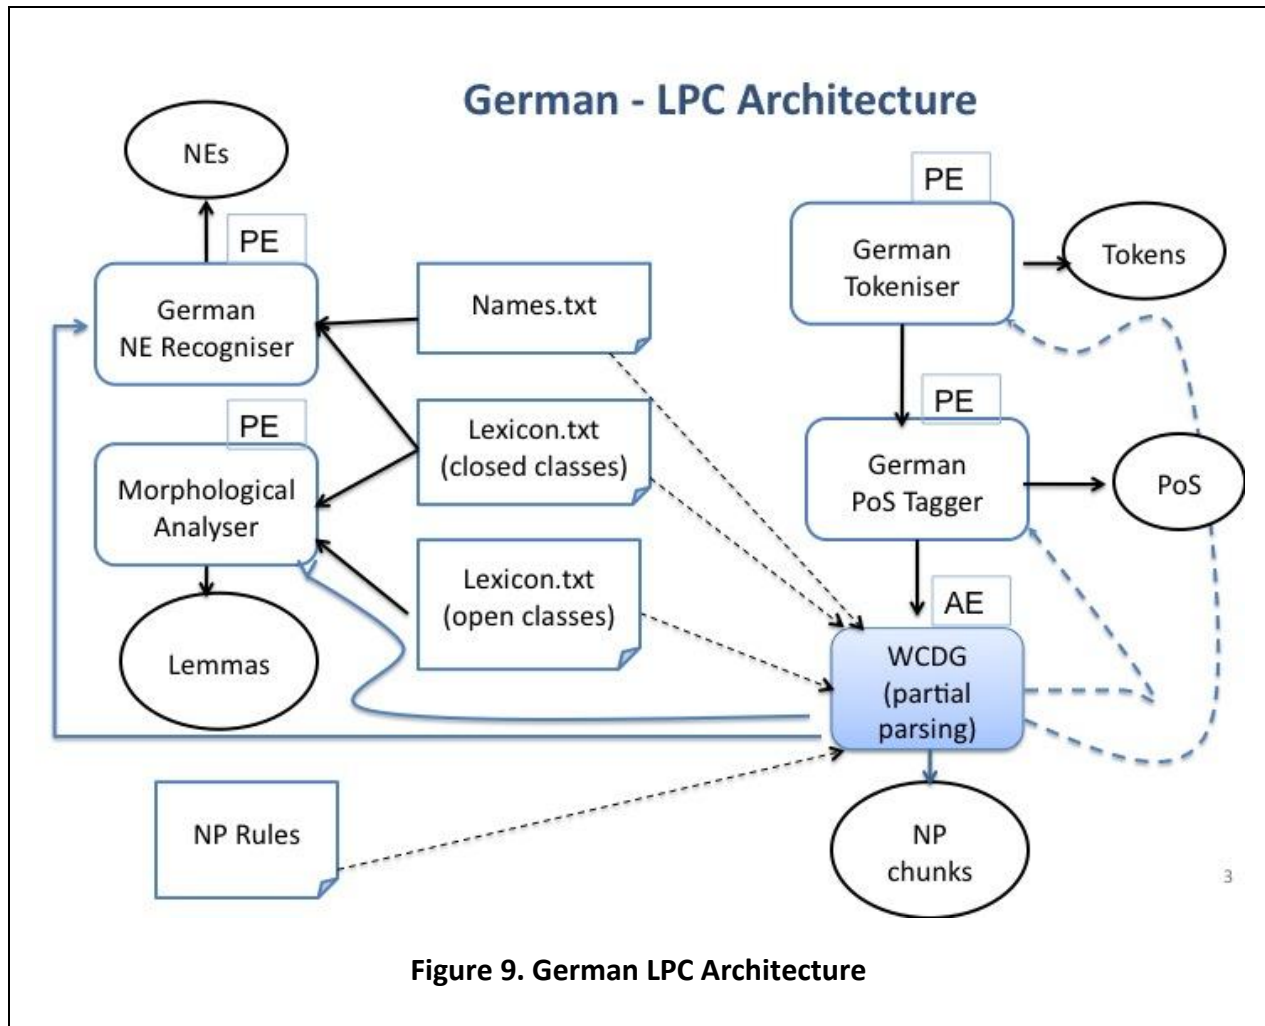 German - LPC Architecture
NEs
PE
German
NE Recogniser
PE
Morphological
Analyser
Lemmas
Names.txt
Lexicon.txt
(closed classes)
Lexicon.txt
(open classes)
NP Rules
PE
German
Tokeniser
Tokens
PE
German
PoS Tagger
PoS
AE
WCDG
(partial
parsing)
NP
chunks
3
Figure 9. German LPC Architecture